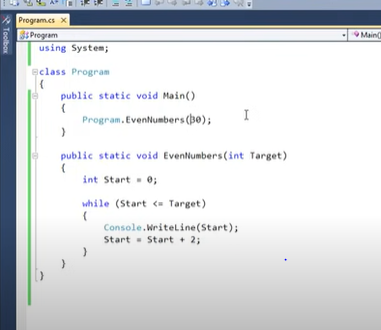 Program.cs
Program
Main()
Toolbox
using System;
class Program
{
public static void Main()
{
Program.EvenNumbers(30);
}
public static void EvenNumbers(int Target)
{
int Start = 0;
while (Start <= Target)
{
Console.WriteLine(Start);
Start = Start + 2;
}
}
}